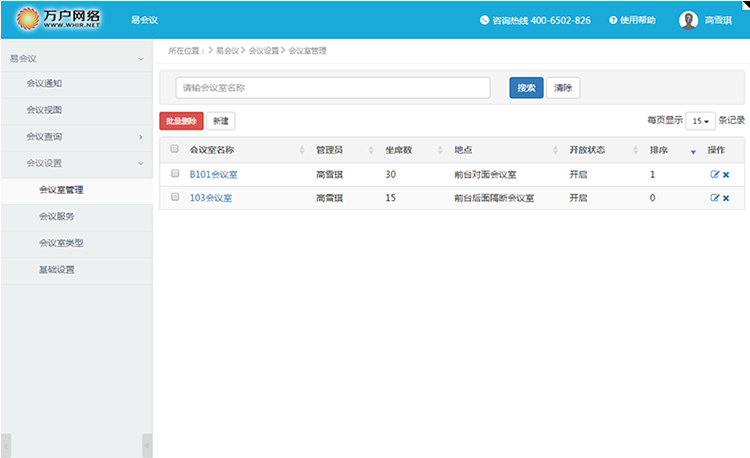 万户网络
WWW.WHIR.NET
易会议
咨询热线 400-6502-826
使用帮助
高雪琪
易会议
会议通知
会议视图
会议查询
会议设置
会议室管理
会议服务
会议室类型
基础设置
所在位置： > 易会议 > 会议设置 > 会议室管理
请输会议室名称
搜索
清除
批量删除
新建
每页显示 15 条记录
会议室名称 管理员 坐席数 地点 开放状态 排序 操作
B101会议室 高雪琪 30 前台对面会议室 开启 1
103会议室 高雪琪 15 前台后面隔断会议室 开启 0